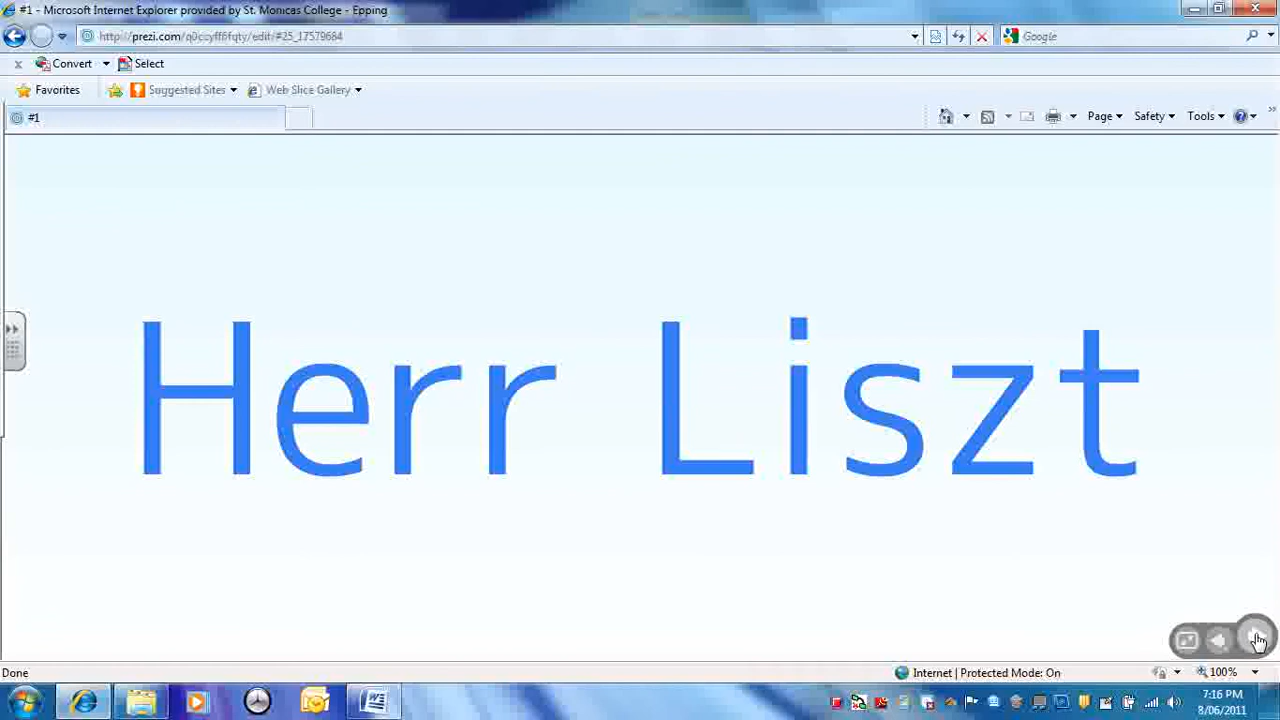 #1 - Microsoft Internet Explorer provided by St. Monicas College - Epping
Google
Convert Select
Favorites Suggested Sites Web Slice Gallery
#1 Page Safety Tools
Herr Liszt
Done Internet | Protected Mode: On 100%
7:16 PM
8/06/2011